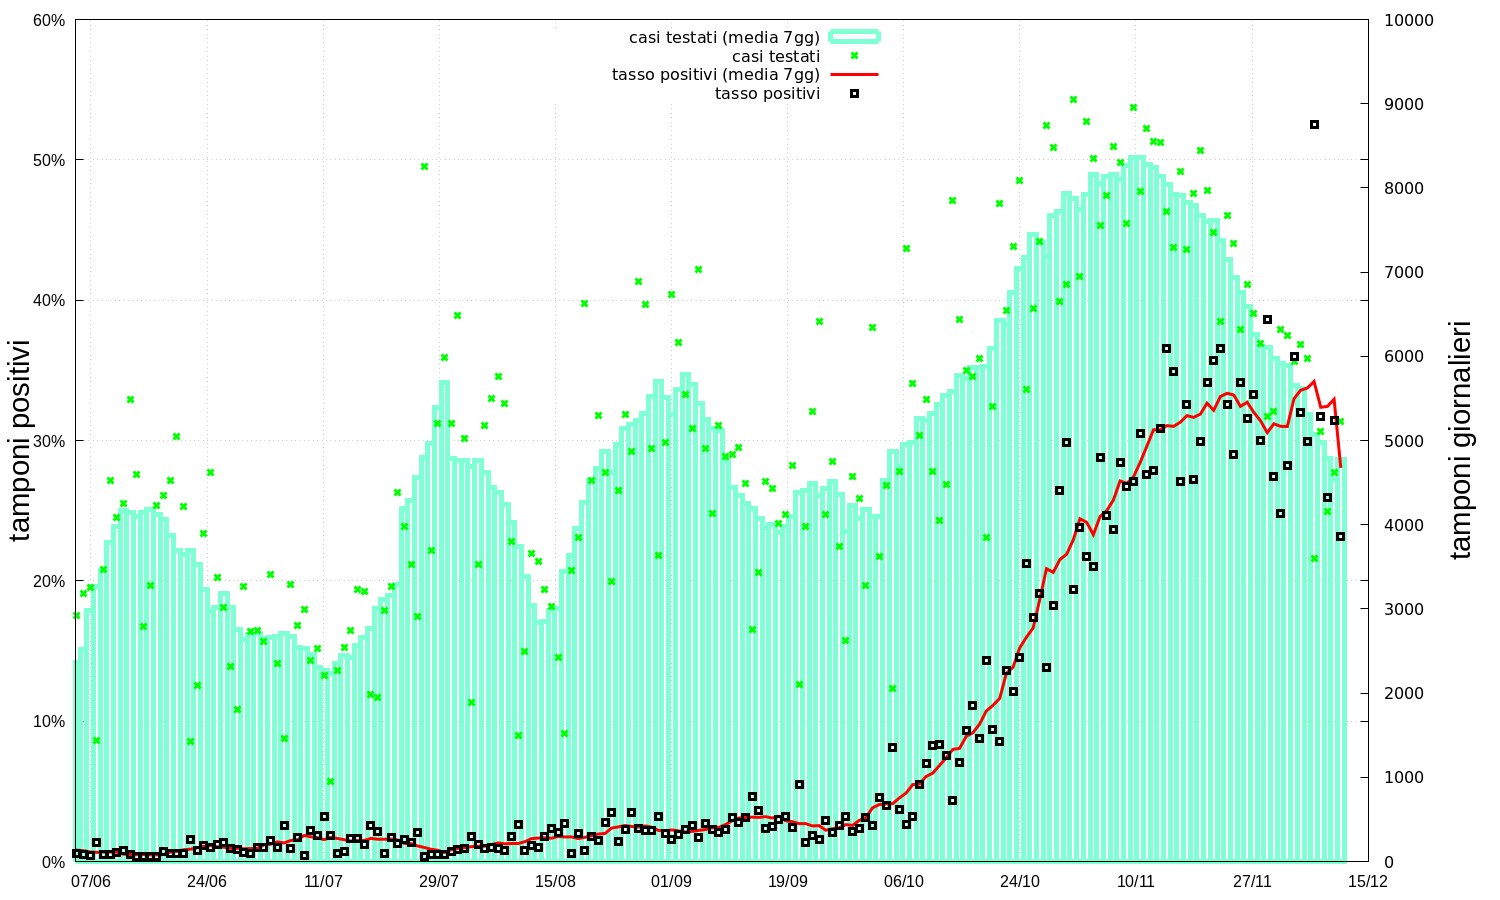 casi testati (media 7gg)
casi testati
tasso positivi (media 7gg)
tasso positivi
tamponi positivi
60%
50%
40%
30%
20%
10%
0%
10000
9000
8000
7000
6000
5000
4000
3000
2000
1000
0
tamponi giornalieri
07/06 24/06 11/07 29/07 15/08 01/09 19/09 06/10 24/10 10/11 27/11 15/12